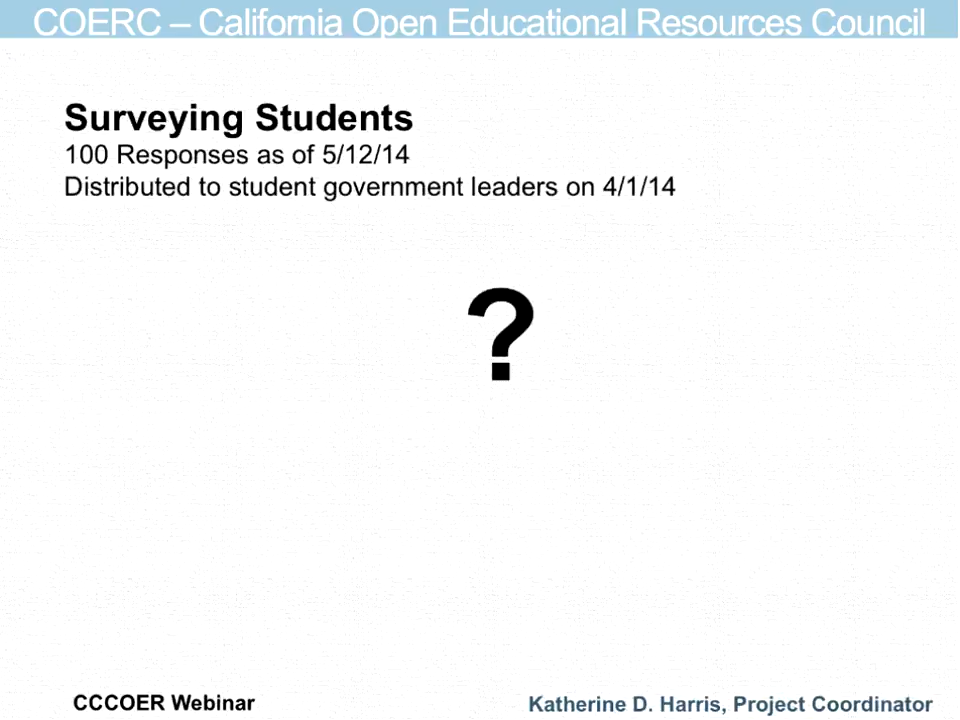 COERC – California Open Educational Resources Council
Surveying Students
100 Responses as of 5/12/14
Distributed to student government leaders on 4/1/14
?
CCCOER Webinar
Katherine D. Harris, Project Coordinator